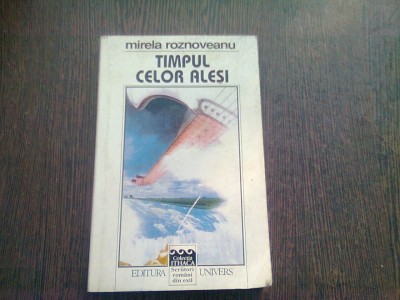 mirela roznoveanu
TIMPUL
CELOR ALESI
Colecția
ITHACA
Scriitori
români
din exil
EDITURA UNIVERS